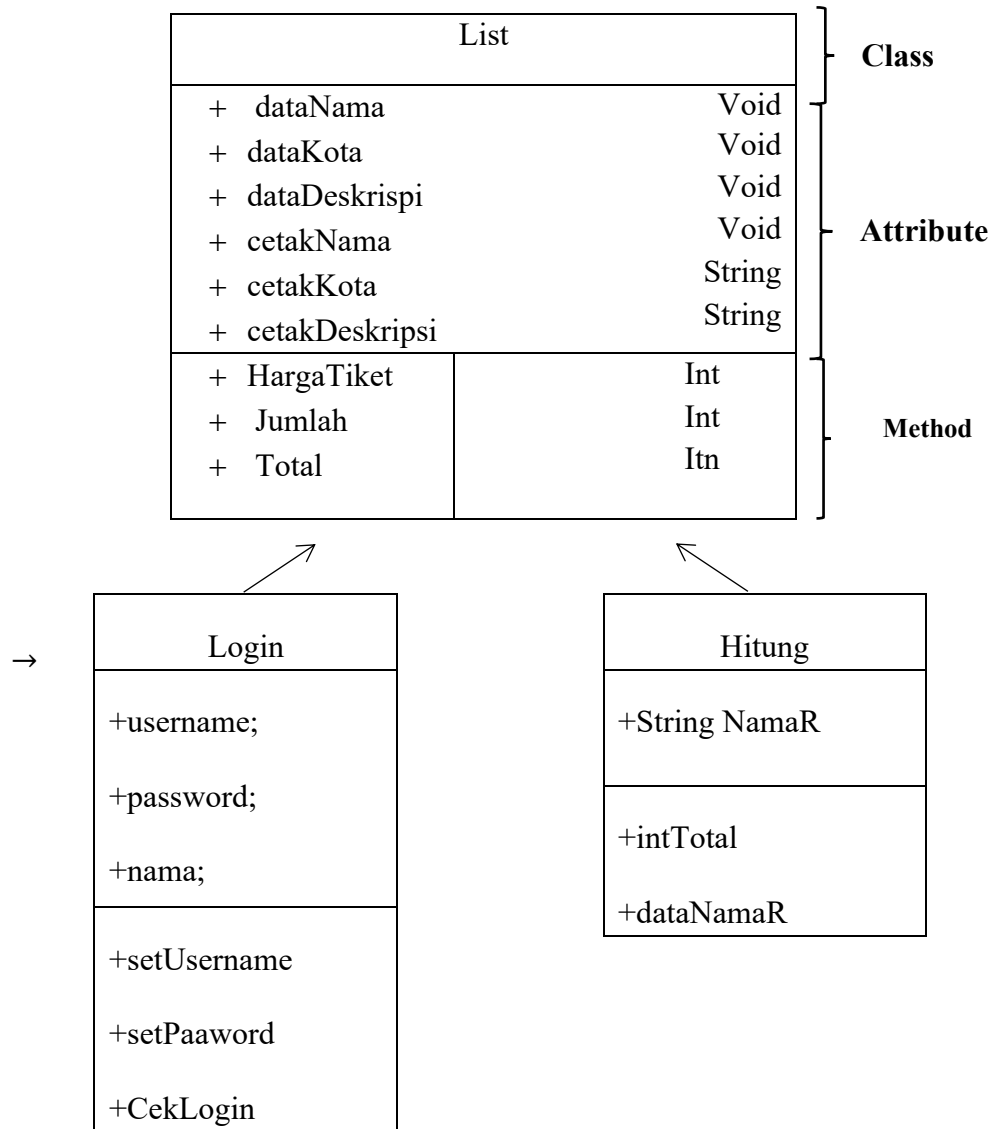 List
Class
+ dataNama Void
+ dataKota Void
+ dataDeskrispi Void
+ cetakNama Void
+ cetakKota String
+ cetakDeskripsi String
Attribute
+ HargaTiket Int
+ Jumlah Int
+ Total Itn
Method
→
Login
+username;
+password;
+nama;
+setUsername
+setPaaword
+CekLogin
Hitung
+String NamaR
+intTotal
+dataNamaR